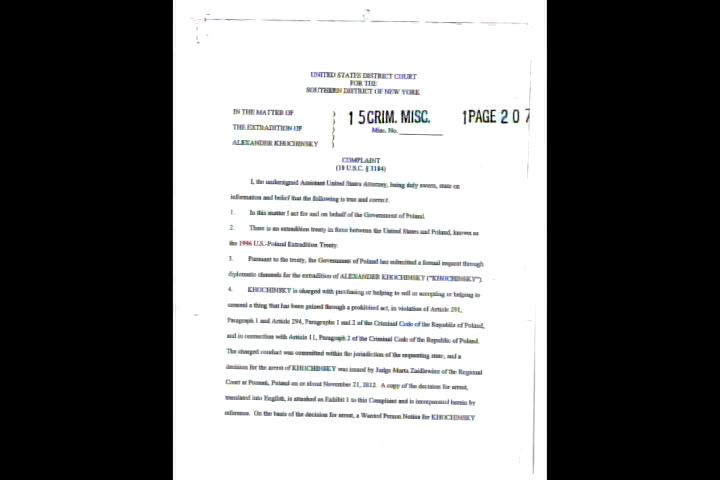 UNITED STATES DISTRICT COURT
FOR THE
SOUTHERN DISTRICT OF NEW YORK
IN THE MATTER OF
THE EXTRADITION OF
ALEXANDER KHOCHINSKY
15 CRIM. MISC. 1 PAGE 207
Misc. No.
COMPLAINT
(18 U.S.C. § 3184)
I, the undersigned Assistant United States Attorney, being duly sworn, state on
information and belief that the following is true and correct:
1. In this matter I act for and on behalf of the Government of Poland.
2. There is an extradition treaty in force between the United States and Poland, known as
the 1996 U.S.-Poland Extradition Treaty.
3. Pursuant to the treaty, the Government of Poland has submitted a formal request through
diplomatic channels for the extradition of ALEXANDER KHOCHINSKY ("KHOCHINSKY").
4. KHOCHINSKY is charged with purchasing or helping to sell or accepting or helping to
conceal a thing that has been gained through a prohibited act, in violation of Article 291,
Paragraph 1 and Article 294, Paragraphs 1 and 2 of the Criminal Code of the Republic of Poland,
and in connection with Article 11, Paragraph 2 of the Criminal Code of the Republic of Poland.
The charged conduct was committed within the jurisdiction of the requesting state, and a
decision for the arrest of KHOCHINSKY was issued by Judge Marta Zaidlewicz of the Regional
Court at Poznań, Poland on or about November 21, 2012. A copy of the decision for arrest,
translated into English, is attached as Exhibit 1 to this Complaint and is incorporated herein by
reference. On the basis of the decision for arrest, a Wanted Person Notice for KHOCHINSKY